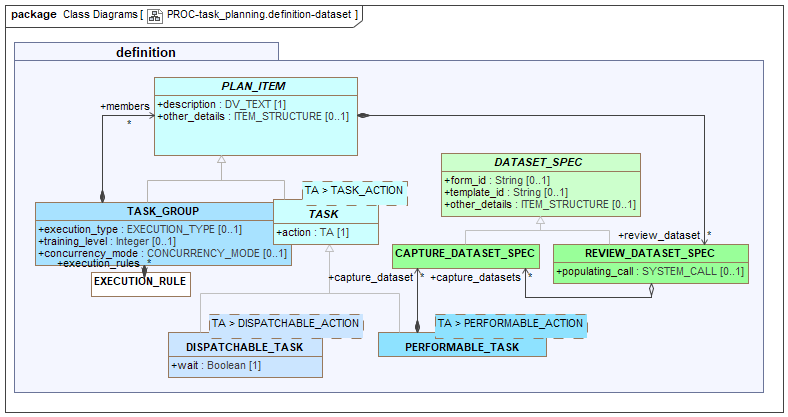 package Class Diagrams [ PROC-task_planning.definition-dataset ]
definition
PLAN_ITEM
+description : DV_TEXT [1]
+other_details : ITEM_STRUCTURE [0..1]
+members
*
DATASET_SPEC
+form_id : String [0..1]
+template_id : String [0..1]
+other_details : ITEM_STRUCTURE [0..1]
TA > TASK_ACTION
TASK
+action : TA [1]
TASK_GROUP
+execution_type : EXECUTION_TYPE [0..1]
+training_level : Integer [0..1]
+concurrency_mode : CONCURRENCY_MODE [0..1]
+execution_rules *
EXECUTION_RULE
+review_dataset *
CAPTURE_DATASET_SPEC
REVIEW_DATASET_SPEC
+populating_call : SYSTEM_CALL [0..1]
+capture_dataset *
+capture_datasets *
TA > DISPATCHABLE_ACTION
DISPATCHABLE_TASK
+wait : Boolean [1]
TA > PERFORMABLE_ACTION
PERFORMABLE_TASK